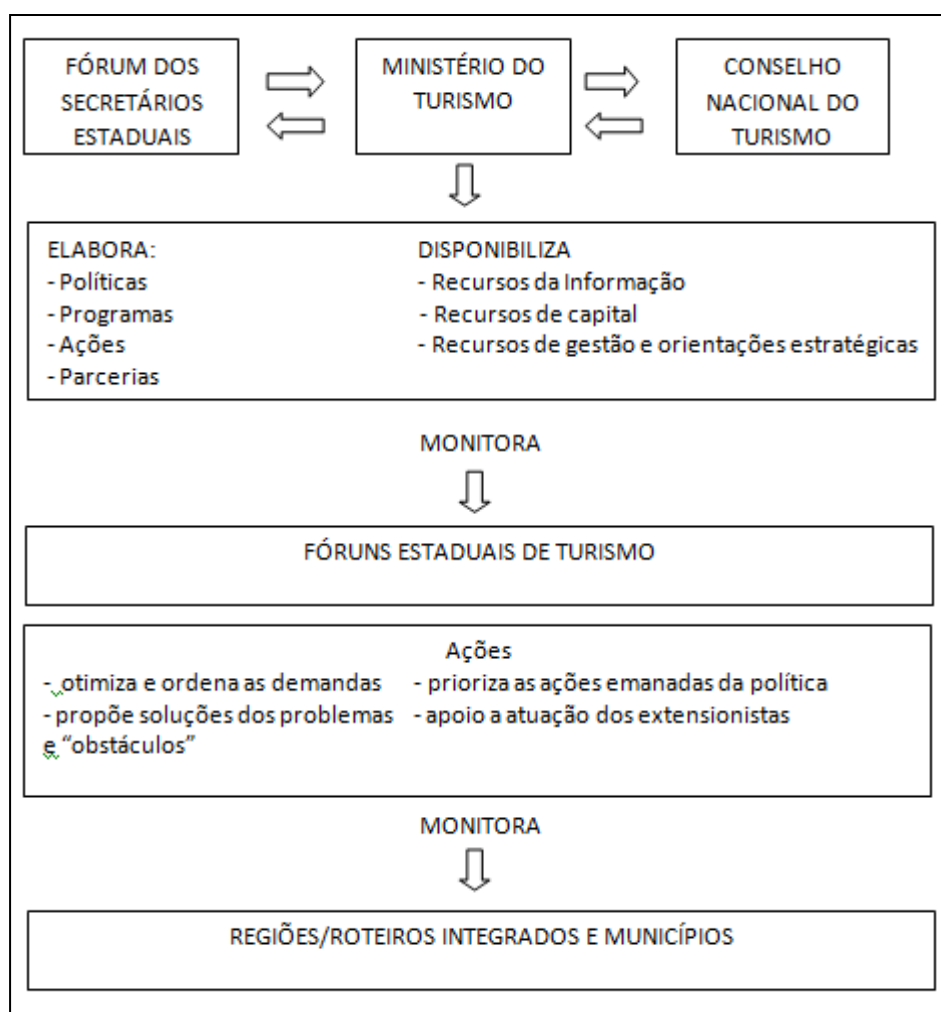 FÓRUM DOS
SECRETÁRIOS
ESTADUAIS
MINISTÉRIO DO
TURISMO
CONSELHO
NACIONAL DO
TURISMO
ELABORA:
- Políticas
- Programas
- Ações
- Parcerias
DISPONIBILIZA
- Recursos da Informação
- Recursos de capital
- Recursos de gestão e orientações estratégicas
MONITORA
FÓRUNS ESTADUAIS DE TURISMO
Ações
- otimiza e ordena as demandas
- propõe soluções dos problemas
e “obstáculos”
- prioriza as ações emanadas da política
- apoio a atuação dos extensionistas
MONITORA
REGIÕES/ROTEIROS INTEGRADOS E MUNICÍPIOS